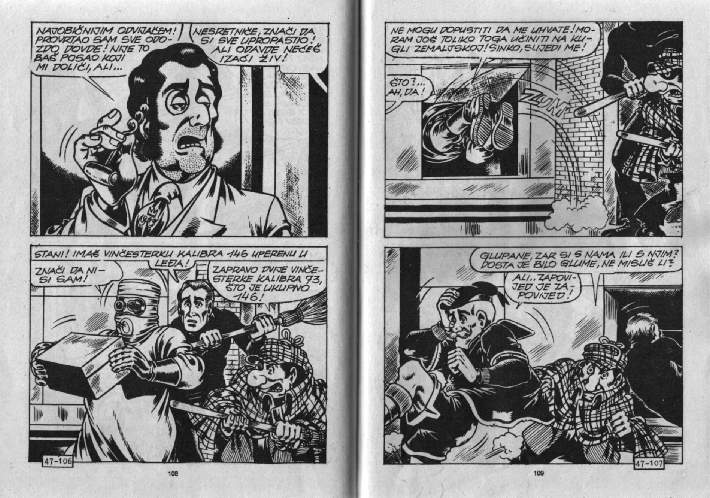 NAJOBIČNIJIM ODVIJAČEM!
PROVRTAO SAM SVE ODO-
ZDO DOVDE! NIJE TO
BAŠ POSAO KOJI
MI DOLIČI, ALI...
NESRETNIČE, ZNAČI DA
SI SVE UPROPASTIO!
ALI ODAVDE NEĆEŠ
IZAĆI ŽIV!
STANI! IMAŠ VINČESTERKU KALIBRA 146 UPERENU U
LEĐA!
ZNAČI DA NI-
SI SAM!
ZAPRAVO DVIJE VINČE-
STERKE KALIBRA 73,
ŠTO JE UKUPNO
146!
47-106
108
NE MOGU DOPUSTITI DA ME UHVATE! MO-
RAM JOŠ TOLIKO TOGA UČINITI NA KU-
GLI ZEMALJSKOJ! SINKO, SLIJEDI ME!
ŠTO?...
AH, DA!
GLUPANE, ZAR SI S NAMA ILI S NJIM?
DOSTA JE BILO GLUME, NE MISLIŠ LI?
ALI... ZAPOVI-
JED JE ZA-
POVIJED!
109
47-107